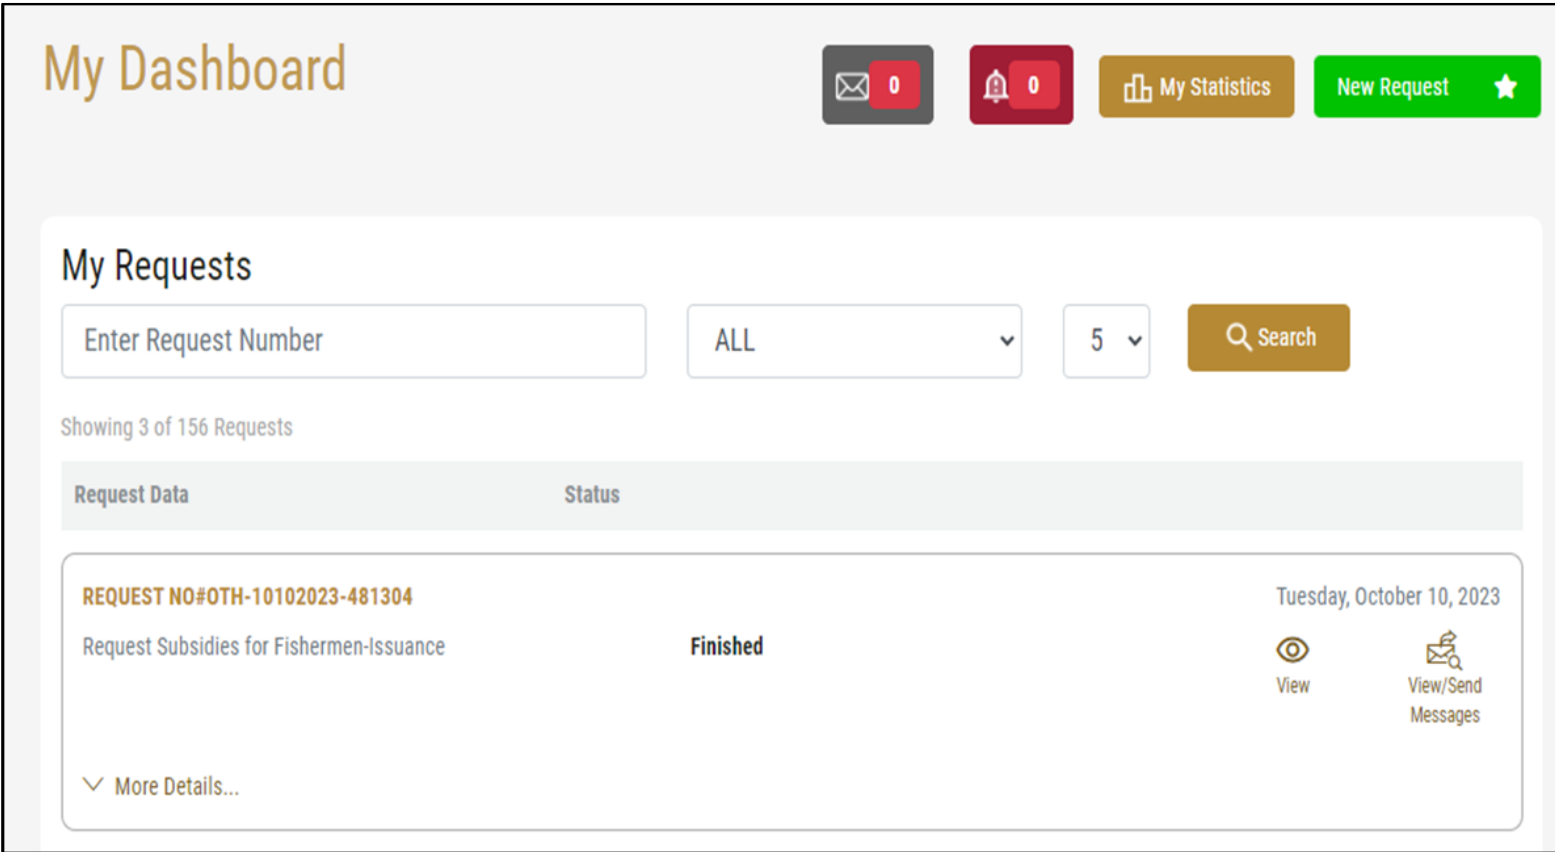 My Dashboard
0
0
My Statistics
New Request
My Requests
Enter Request Number
ALL
5
Search
Showing 3 of 156 Requests
Request Data
Status
REQUEST NO#OTH-10102023-481304
Tuesday, October 10, 2023
Request Subsidies for Fishermen-Issuance
Finished
View
View/Send
Messages
More Details...